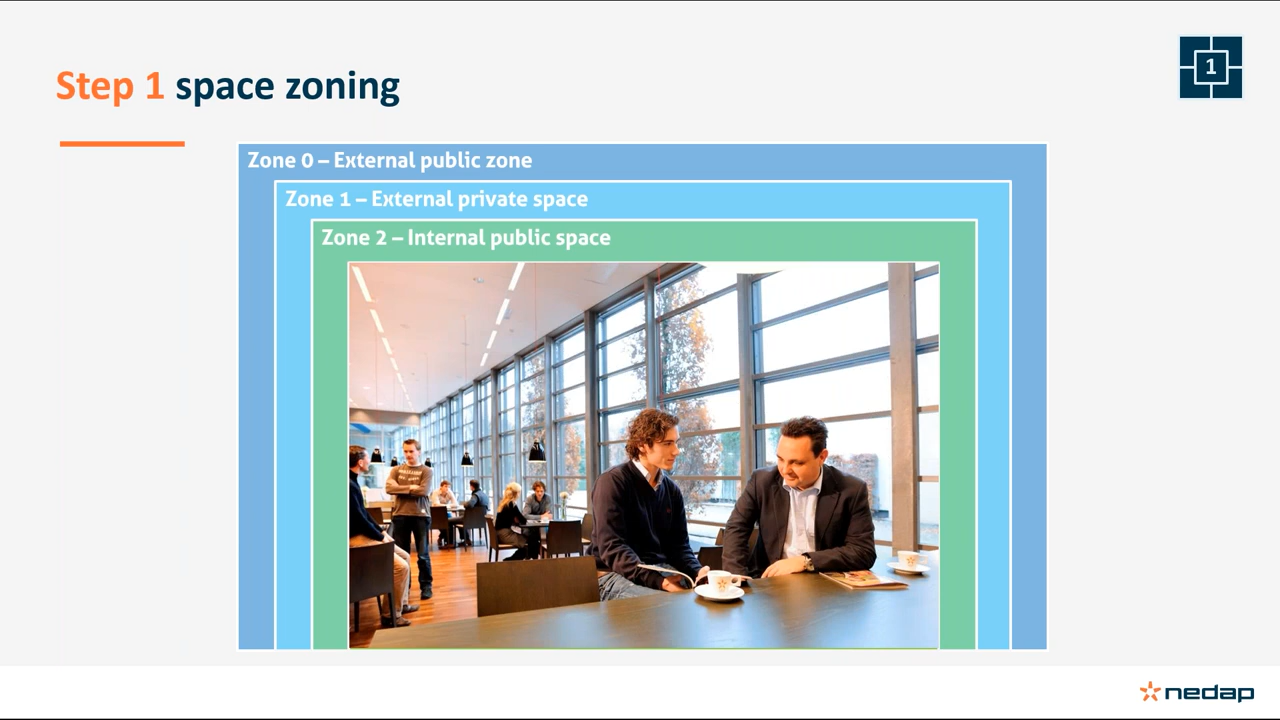 Step 1 space zoning
1
Zone 0 – External public zone
Zone 1 – External private space
Zone 2 – Internal public space
nedap